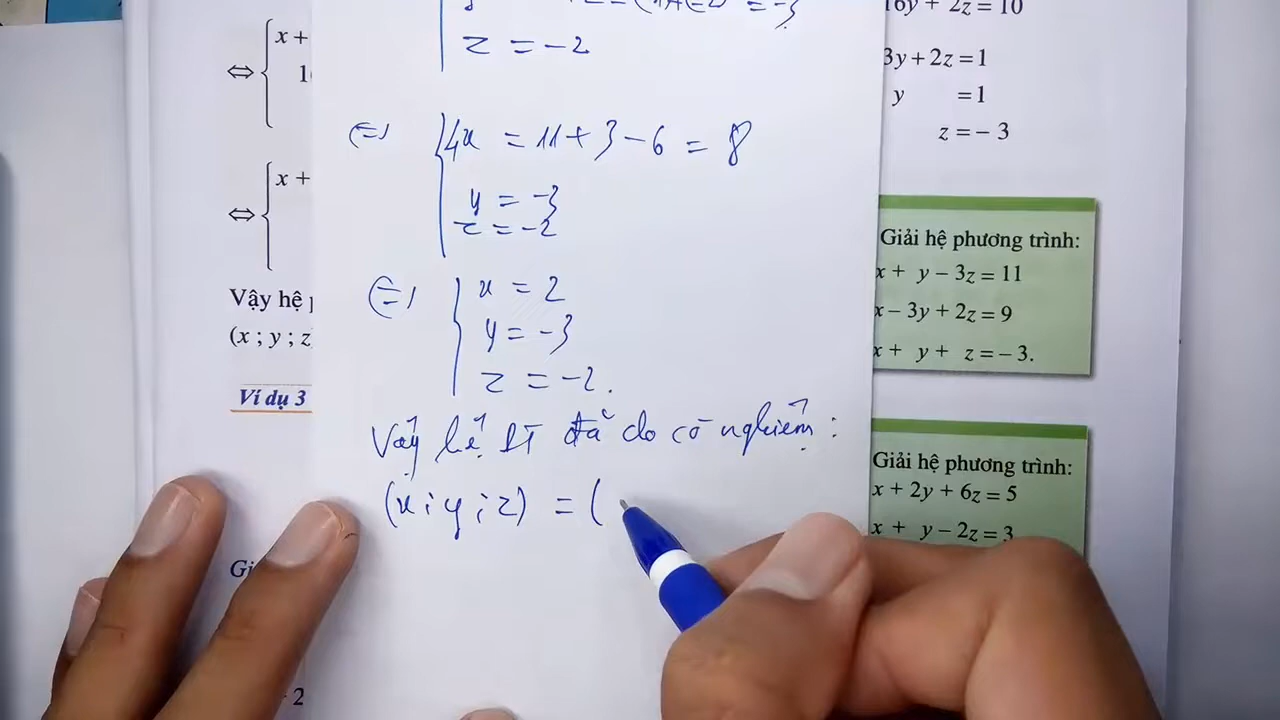 z = -2
(=) 4x = 11 + 3 - 6 = 8
y = -3
z = -2
(=) x = 2
y = -3
z = -2.
Vậy hệ PT đã cho có nghiệm:
(x; y; z) = (
⇔ { x +
⇔ { x +
Vậy hệ
(x ; y ; z
Ví dụ 3
2
16y + 2z = 10
3y + 2z = 1
y = 1
z = - 3
Giải hệ phương trình:
x + y - 3z = 11
x - 3y + 2z = 9
x + y + z = - 3.
Giải hệ phương trình:
x + 2y + 6z = 5
x + y - 2z = 3